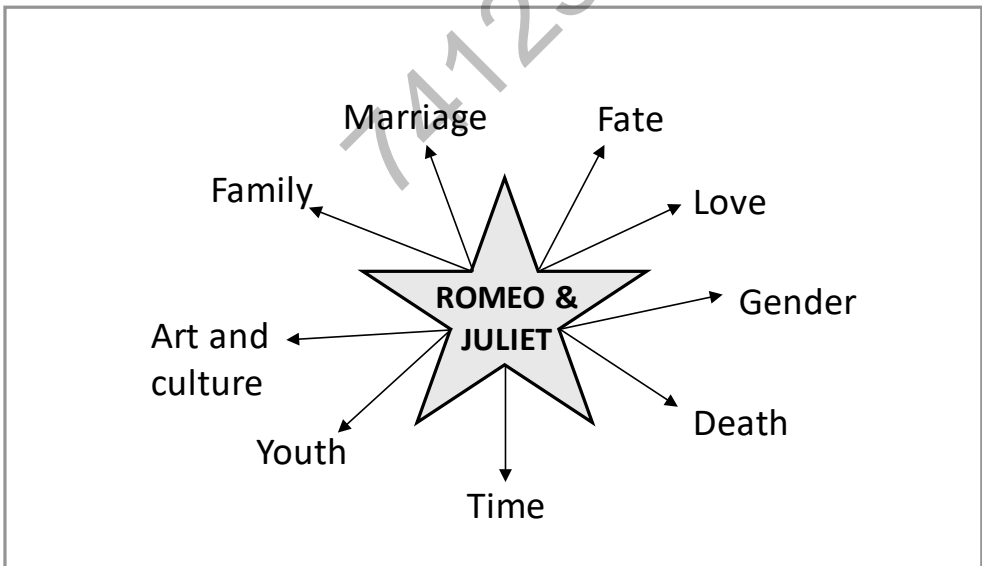 Marriage
Fate
Family
Love
ROMEO &
JULIET
Gender
Art and
culture
Death
Youth
Time